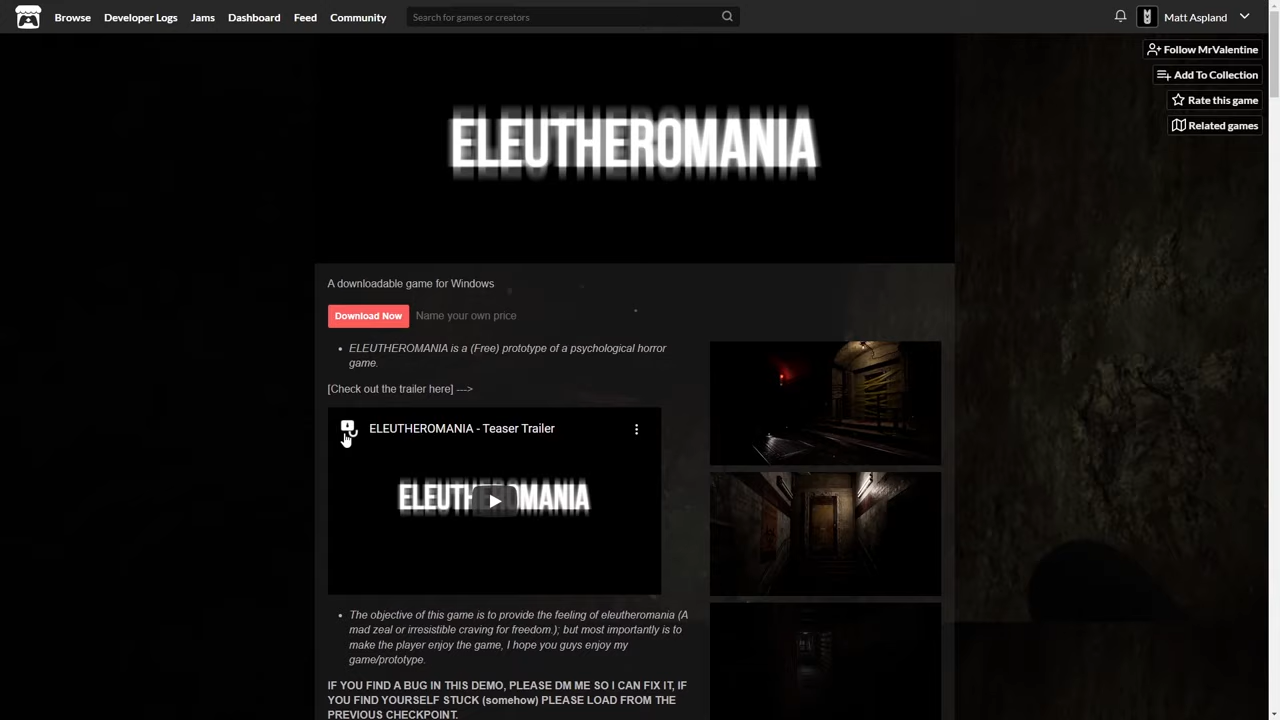 Browse Developer Logs Jams Dashboard Feed Community Search for games or creators Matt Aspland
Follow MrValentine
Add To Collection
Rate this game
Related games
ELEUTHEROMANIA
A downloadable game for Windows
Download Now Name your own price
• ELEUTHEROMANIA is a (Free) prototype of a psychological horror
game.
[Check out the trailer here] --->
ELEUTHEROMANIA - Teaser Trailer
ELEUTHEROMANIA
• The objective of this game is to provide the feeling of eleutheromania (A
mad zeal or irresistible craving for freedom.); but most importantly is to
make the player enjoy the game, I hope you guys enjoy my
game/prototype.
IF YOU FIND A BUG IN THIS DEMO, PLEASE DM ME SO I CAN FIX IT, IF
YOU FIND YOURSELF STUCK (somehow) PLEASE LOAD FROM THE
PREVIOUS CHECKPOINT.